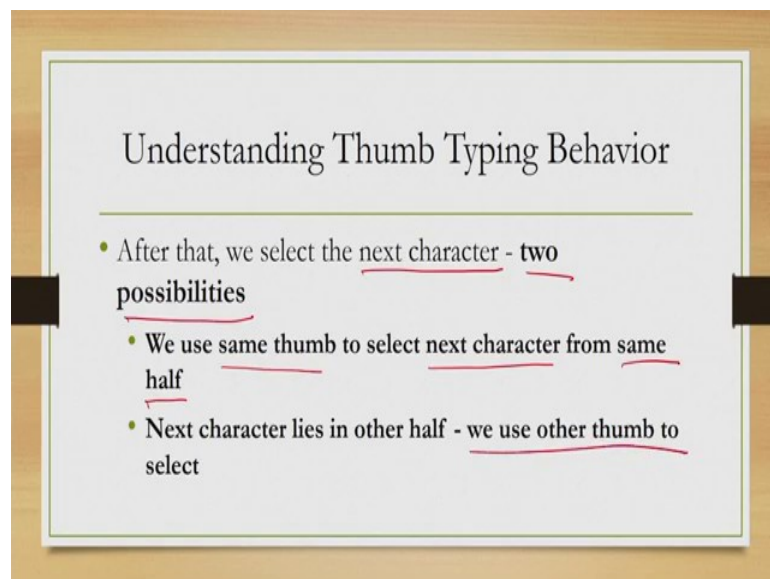 Understanding Thumb Typing Behavior
• After that, we select the next character - two
possibilities
• We use same thumb to select next character from same
half
• Next character lies in other half - we use other thumb to
select